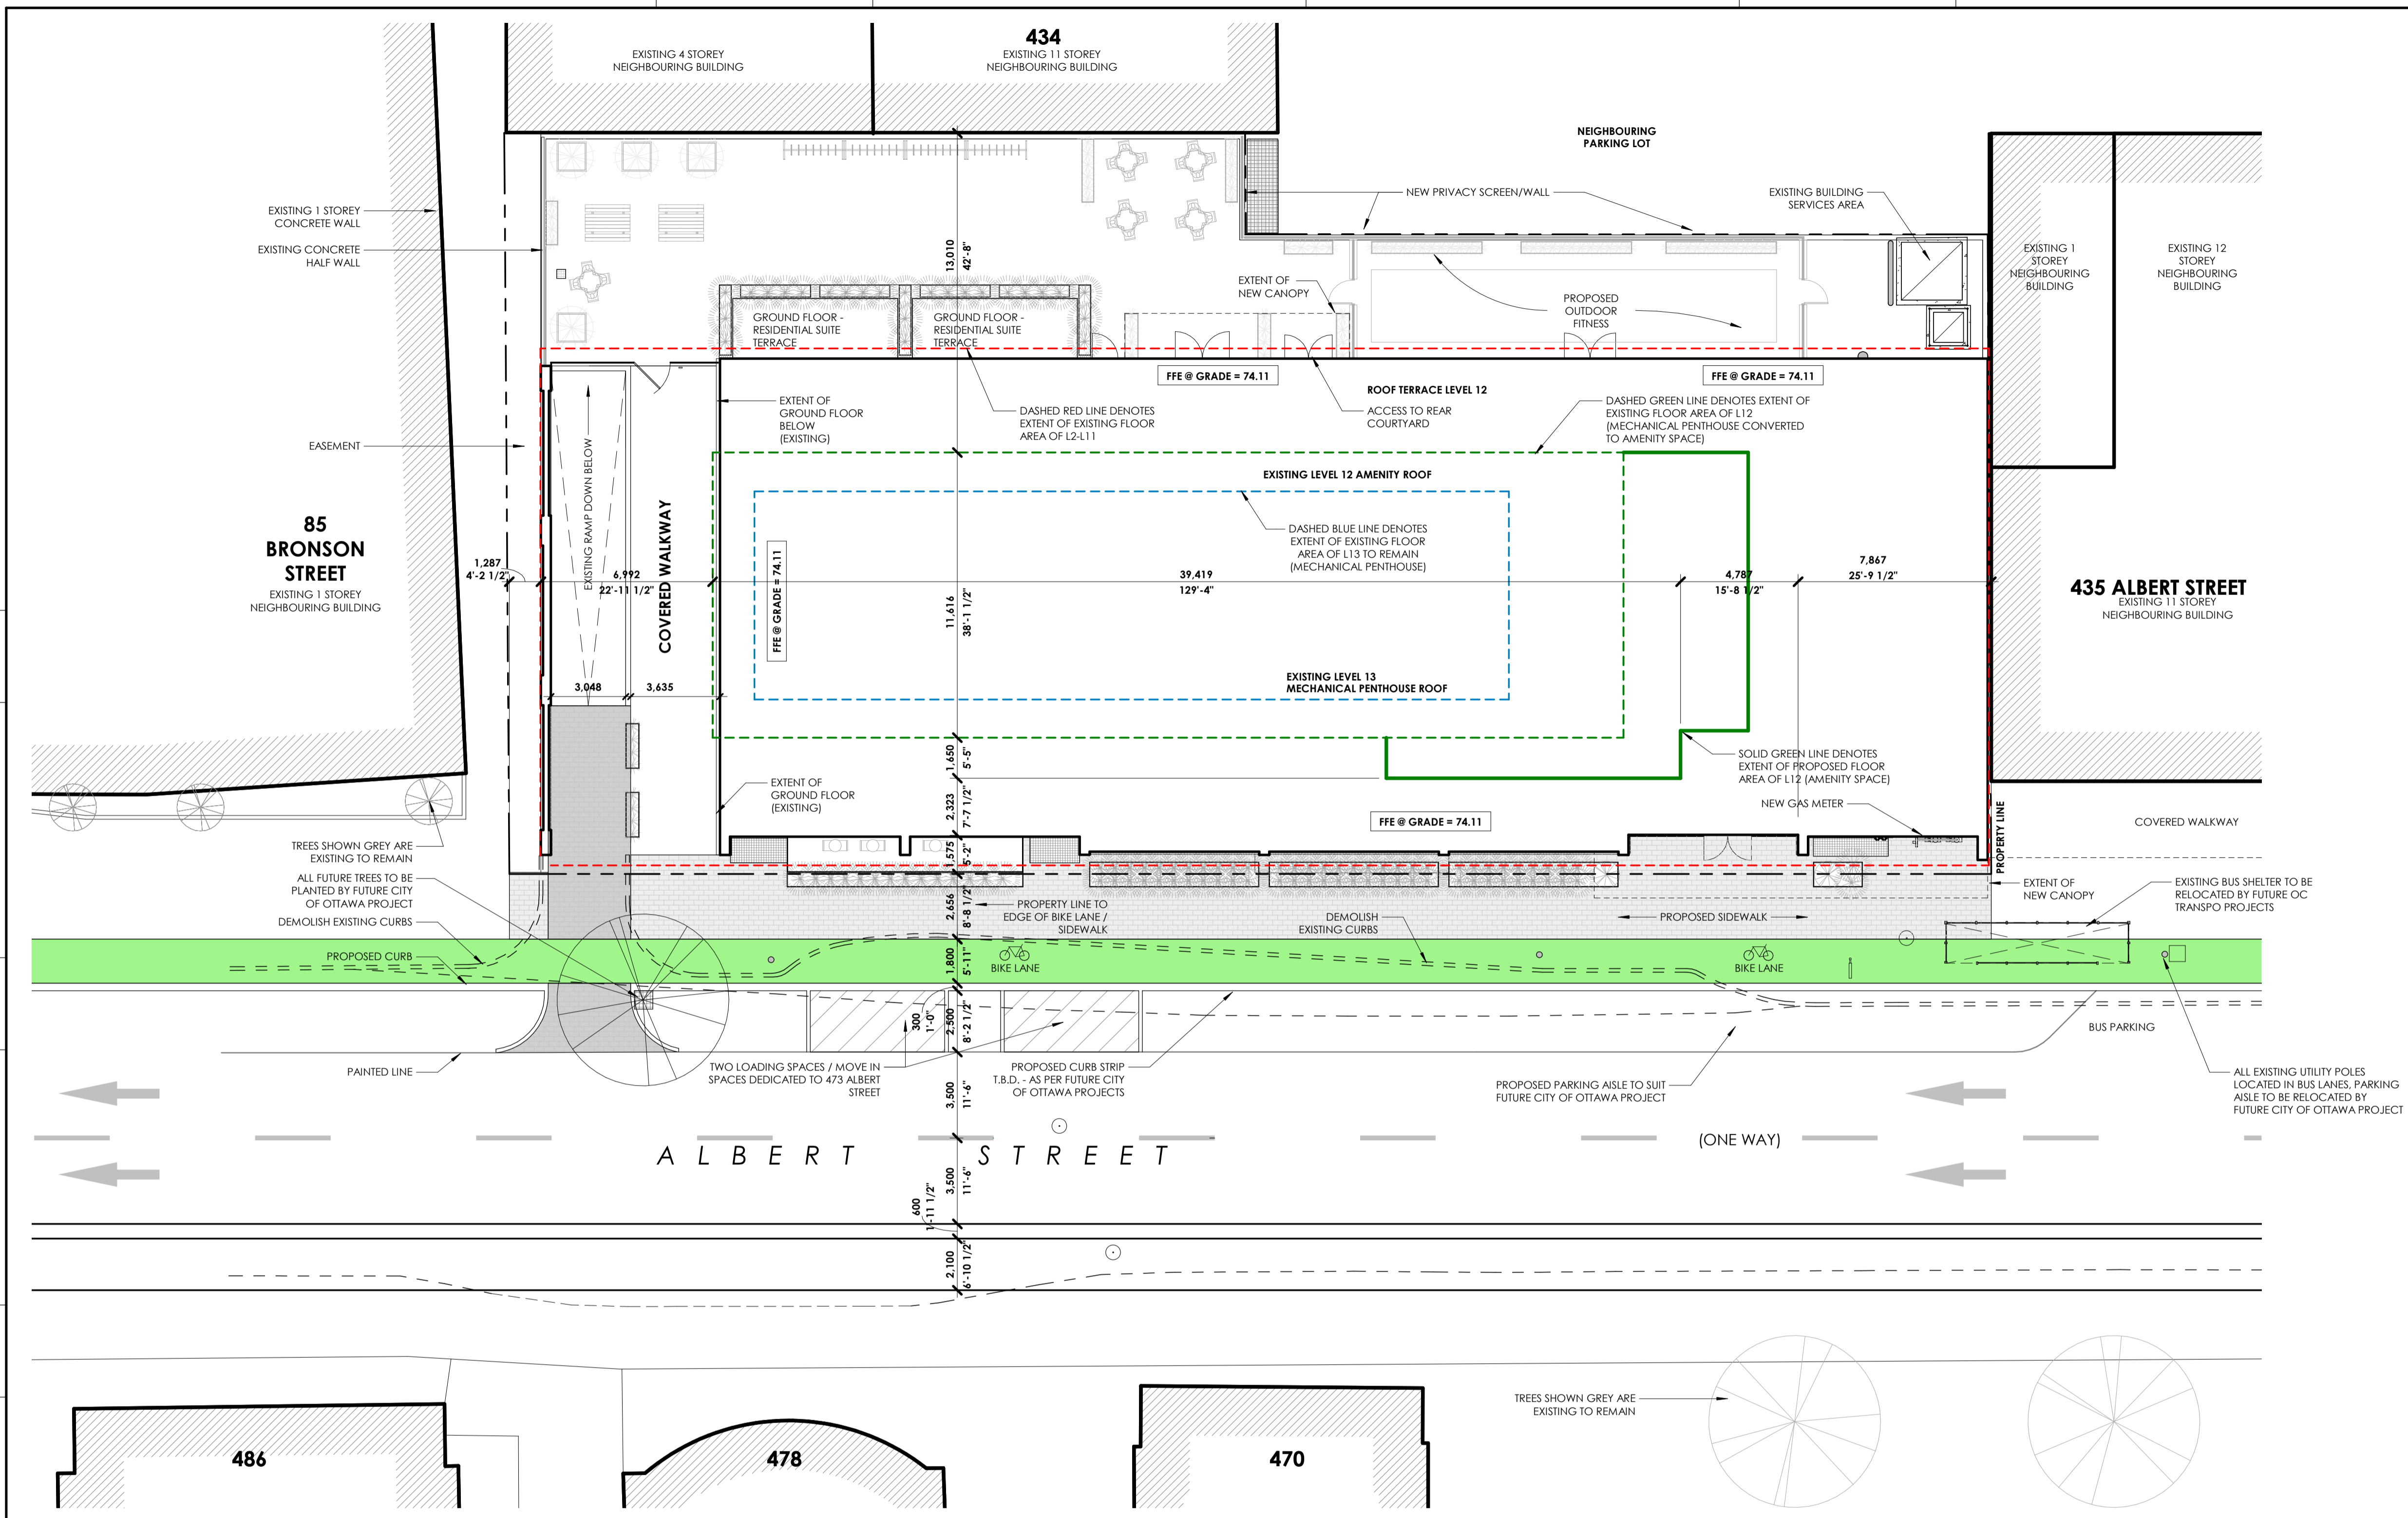 EXISTING 4 STOREY
NEIGHBOURING BUILDING
434
EXISTING 11 STOREY
NEIGHBOURING BUILDING
NEIGHBOURING
PARKING LOT
NEW PRIVACY SCREEN/WALL
EXISTING BUILDING
SERVICES AREA
EXISTING 1 STOREY
CONCRETE WALL
EXISTING CONCRETE
HALF WALL
13,010
42'-8"
EXTENT OF
NEW CANOPY
PROPOSED
OUTDOOR
FITNESS
EXISTING 1
STOREY
NEIGHBOURING
BUILDING
EXISTING 12
STOREY
NEIGHBOURING
BUILDING
GROUND FLOOR -
RESIDENTIAL SUITE
TERRACE
GROUND FLOOR -
RESIDENTIAL SUITE
TERRACE
FFE @ GRADE = 74.11
FFE @ GRADE = 74.11
ROOF TERRACE LEVEL 12
EXTENT OF
GROUND FLOOR
BELOW
(EXISTING)
DASHED RED LINE DENOTES
EXTENT OF EXISTING FLOOR
AREA OF L2-L11
ACCESS TO REAR
COURTYARD
DASHED GREEN LINE DENOTES EXTENT OF
EXISTING FLOOR AREA OF L12
(MECHANICAL PENTHOUSE CONVERTED
TO AMENITY SPACE)
EASEMENT
EXISTING RAMP DOWN BELOW
COVERED WALKWAY
EXISTING LEVEL 12 AMENITY ROOF
DASHED BLUE LINE DENOTES
EXTENT OF EXISTING FLOOR
AREA OF L13 TO REMAIN
(MECHANICAL PENTHOUSE)
85
BRONSON
STREET
EXISTING 1 STOREY
NEIGHBOURING BUILDING
FFE @ GRADE = 74.11
1,287
4'-2 1/2"
6,992
22'-11 1/2"
39,419
129'-4"
4,787
15'-8 1/2"
7,867
25'-9 1/2"
11,616
38'-1 1/2"
435 ALBERT STREET
EXISTING 11 STOREY
NEIGHBOURING BUILDING
3,048
3,635
EXISTING LEVEL 13
MECHANICAL PENTHOUSE ROOF
1,650
5'-5"
SOLID GREEN LINE DENOTES
EXTENT OF PROPOSED FLOOR
AREA OF L12 (AMENITY SPACE)
EXTENT OF
GROUND FLOOR
(EXISTING)
2,323
7'-7 1/2"
NEW GAS METER
FFE @ GRADE = 74.11
PROPERTY LINE
COVERED WALKWAY
TREES SHOWN GREY ARE
EXISTING TO REMAIN
1,575
5'-2"
ALL FUTURE TREES TO BE
PLANTED BY FUTURE CITY
OF OTTAWA PROJECT
DEMOLISH EXISTING CURBS
2,656
8'-8 1/2"
PROPERTY LINE TO
EDGE OF BIKE LANE /
SIDEWALK
DEMOLISH
EXISTING CURBS
PROPOSED SIDEWALK
EXTENT OF
NEW CANOPY
EXISTING BUS SHELTER TO BE
RELOCATED BY FUTURE OC
TRANSPO PROJECTS
PROPOSED CURB
1,800
5'-11"
BIKE LANE
BIKE LANE
300
1'-0"
2,500
8'-2 1/2"
BUS PARKING
PAINTED LINE
TWO LOADING SPACES / MOVE IN
SPACES DEDICATED TO 473 ALBERT
STREET
PROPOSED CURB STRIP
T.B.D. - AS PER FUTURE CITY
OF OTTAWA PROJECTS
PROPOSED PARKING AISLE TO SUIT
FUTURE CITY OF OTTAWA PROJECT
ALL EXISTING UTILITY POLES
LOCATED IN BUS LANES, PARKING
AISLE TO BE RELOCATED BY
FUTURE CITY OF OTTAWA PROJECT
3,500
11'-6"
ALBERT STREET
(ONE WAY)
3,500
11'-6"
600
1'-11 1/2"
2,100
6'-10 1/2"
TREES SHOWN GREY ARE
EXISTING TO REMAIN
486
478
470